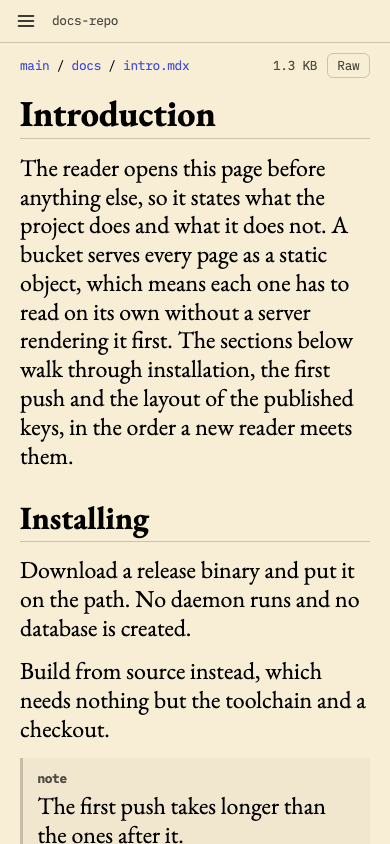 docs-repo
main / docs / intro.mdx
1.3 KB Raw
Introduction
The reader opens this page before
anything else, so it states what the
project does and what it does not. A
bucket serves every page as a static
object, which means each one has to
read on its own without a server
rendering it first. The sections below
walk through installation, the first
push and the layout of the published
keys, in the order a new reader meets
them.
Installing
Download a release binary and put it
on the path. No daemon runs and no
database is created.
Build from source instead, which
needs nothing but the toolchain and a
checkout.
note
The first push takes longer than
the ones after it.